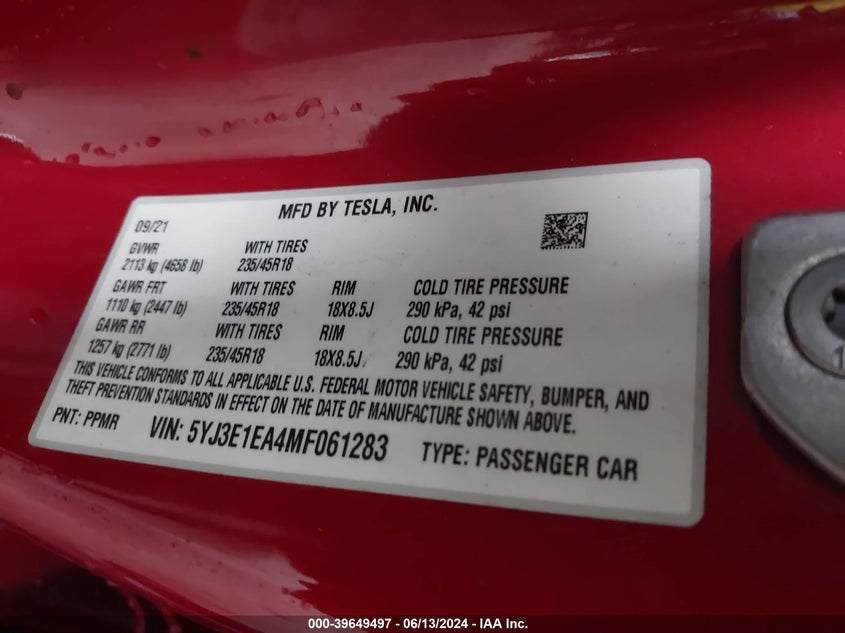 MFD BY TESLA, INC.
09/21
GVWR WITH TIRES
2113 kg (4658 lb) 235/45R18
GAWR FRT WITH TIRES RIM COLD TIRE PRESSURE
1110 kg (2447 lb) 235/45R18 18X8.5J 290 kPa, 42 psi
GAWR RR WITH TIRES RIM COLD TIRE PRESSURE
1257 kg (2771 lb) 235/45R18 18X8.5J 290 kPa, 42 psi
THIS VEHICLE CONFORMS TO ALL APPLICABLE U.S. FEDERAL MOTOR VEHICLE SAFETY, BUMPER, AND
THEFT PREVENTION STANDARDS IN EFFECT ON THE DATE OF MANUFACTURE SHOWN ABOVE.
PNT: PPMR VIN: 5YJ3E1EA4MF061283 TYPE: PASSENGER CAR
000-39649497 - 06/13/2024 - IAA Inc.